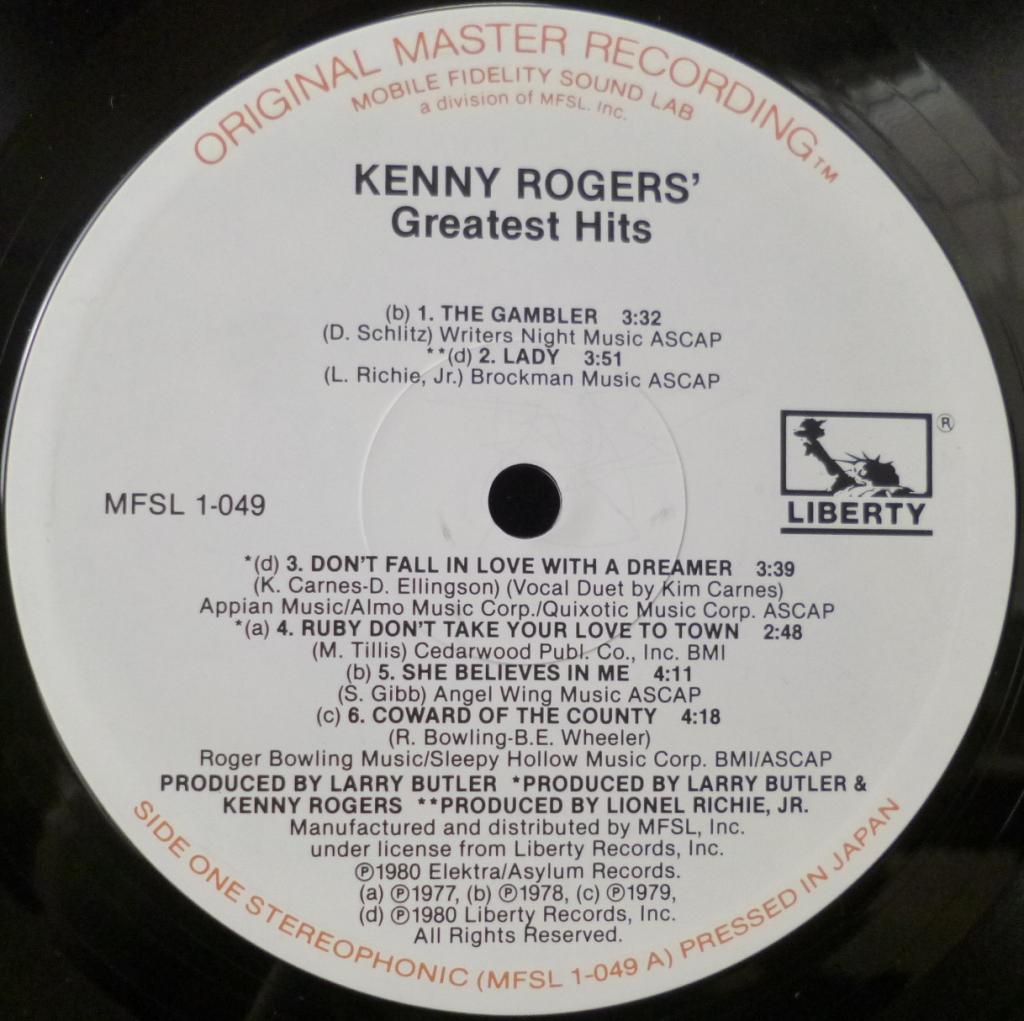 ORIGINAL MASTER RECORDING™
MOBILE FIDELITY SOUND LAB
a division of MFSL. Inc.
KENNY ROGERS'
Greatest Hits
(b) 1. THE GAMBLER 3:32
(D. Schlitz) Writers Night Music ASCAP
**(d) 2. LADY 3:51
(L. Richie, Jr.) Brockman Music ASCAP
MFSL 1-049
®
LIBERTY
*(d) 3. DON'T FALL IN LOVE WITH A DREAMER 3:39
(K. Carnes-D. Ellingson) (Vocal Duet by Kim Carnes)
Appian Music/Almo Music Corp./Quixotic Music Corp. ASCAP
*(a) 4. RUBY DON'T TAKE YOUR LOVE TO TOWN 2:48
(M. Tillis) Cedarwood Publ. Co., Inc. BMI
(b) 5. SHE BELIEVES IN ME 4:11
(S. Gibb) Angel Wing Music ASCAP
(c) 6. COWARD OF THE COUNTY 4:18
(R. Bowling-B.E. Wheeler)
Roger Bowling Music/Sleepy Hollow Music Corp. BMI/ASCAP
PRODUCED BY LARRY BUTLER *PRODUCED BY LARRY BUTLER &
KENNY ROGERS **PRODUCED BY LIONEL RICHIE, JR.
Manufactured and distributed by MFSL, Inc.
under license from Liberty Records, Inc.
℗1980 Elektra/Asylum Records.
(a) ℗1977, (b) ℗1978, (c) ℗1979,
(d) ℗1980 Liberty Records, Inc.
All Rights Reserved.
SIDE ONE STEREOPHONIC (MFSL 1-049 A) PRESSED IN JAPAN